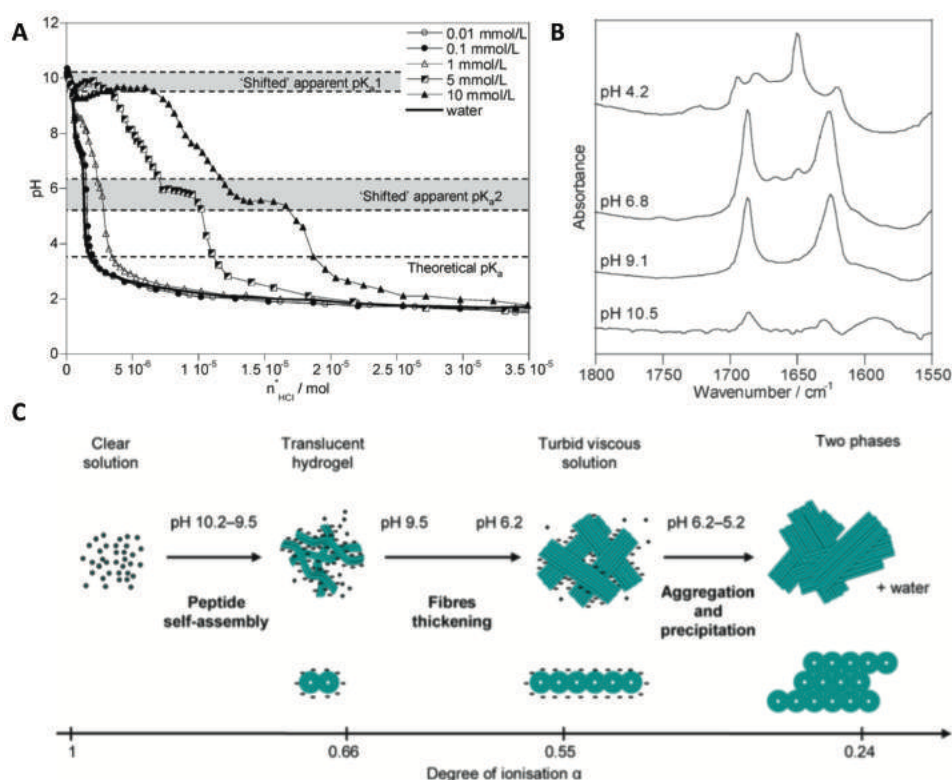 A
12
10
8
6
4
2
0
pH
0.01 mmol/L
0.1 mmol/L
1 mmol/L
5 mmol/L
10 mmol/L
water
'Shifted' apparent pKa1
'Shifted' apparent pKa2
Theoretical pKa
0 5 10-6 1 10-5 1.5 10-5 2 10-5 2.5 10-5 3 10-5 3.5 10-5
n*HCl / mol
B
Absorbance
pH 4.2
pH 6.8
pH 9.1
pH 10.5
1800 1750 1700 1650 1600 1550
Wavenumber / cm-1
C
Clear
solution
Translucent
hydrogel
Turbid viscous
solution
Two phases
pH 10.2–9.5
pH 9.5
pH 6.2
pH 6.2–5.2
+ water
Peptide
self-assembly
Fibres
thickening
Aggregation
and
precipitation
1 0.66 0.55 0.24
Degree of ionisation α